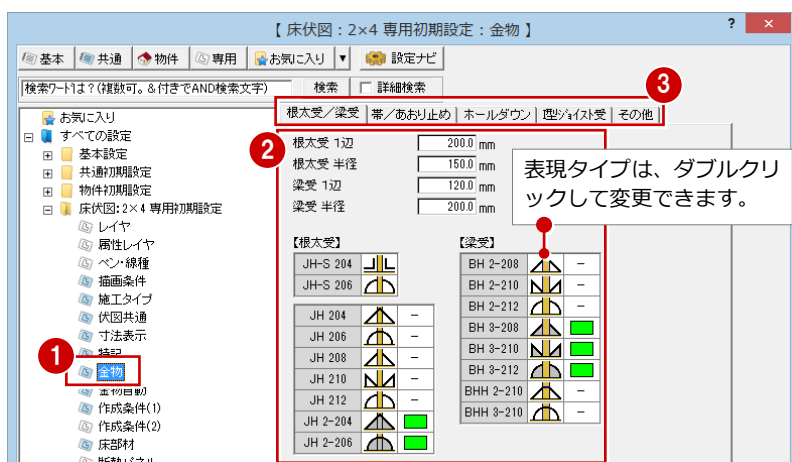 【 床伏図：2×4 専用初期設定：金物 】
? ×
基本 共通 物件 専用 お気に入り ▼ 設定ナビ
検索ワードは？(複数可。&付きでAND検索文字) 検索 詳細検索
3
お気に入り
すべての設定
基本設定
共通初期設定
物件初期設定
床伏図:2×4 専用初期設定
レイヤ
属性レイヤ
ペン・線種
描画条件
施工タイプ
伏図共通
寸法表示
特記
1
金物
金物自動
作成条件(1)
作成条件(2)
床部材
断熱パネル
根太受／梁受 帯／あおり止め ホールダウン I型ジョイスト受 その他
2
根太受 1辺 200.0 mm
根太受 半径 150.0 mm
梁受 1辺 120.0 mm
梁受 半径 200.0 mm
表現タイプは、ダブルクリ
ックして変更できます。
【根太受】
JH-S 204
JH-S 206
JH 204 -
JH 206 -
JH 208 -
JH 210 -
JH 212 -
JH 2-204
JH 2-206
【梁受】
BH 2-208 -
BH 2-210 -
BH 2-212 -
BH 3-208
BH 3-210
BH 3-212
BHH 2-210 -
BHH 3-210 -